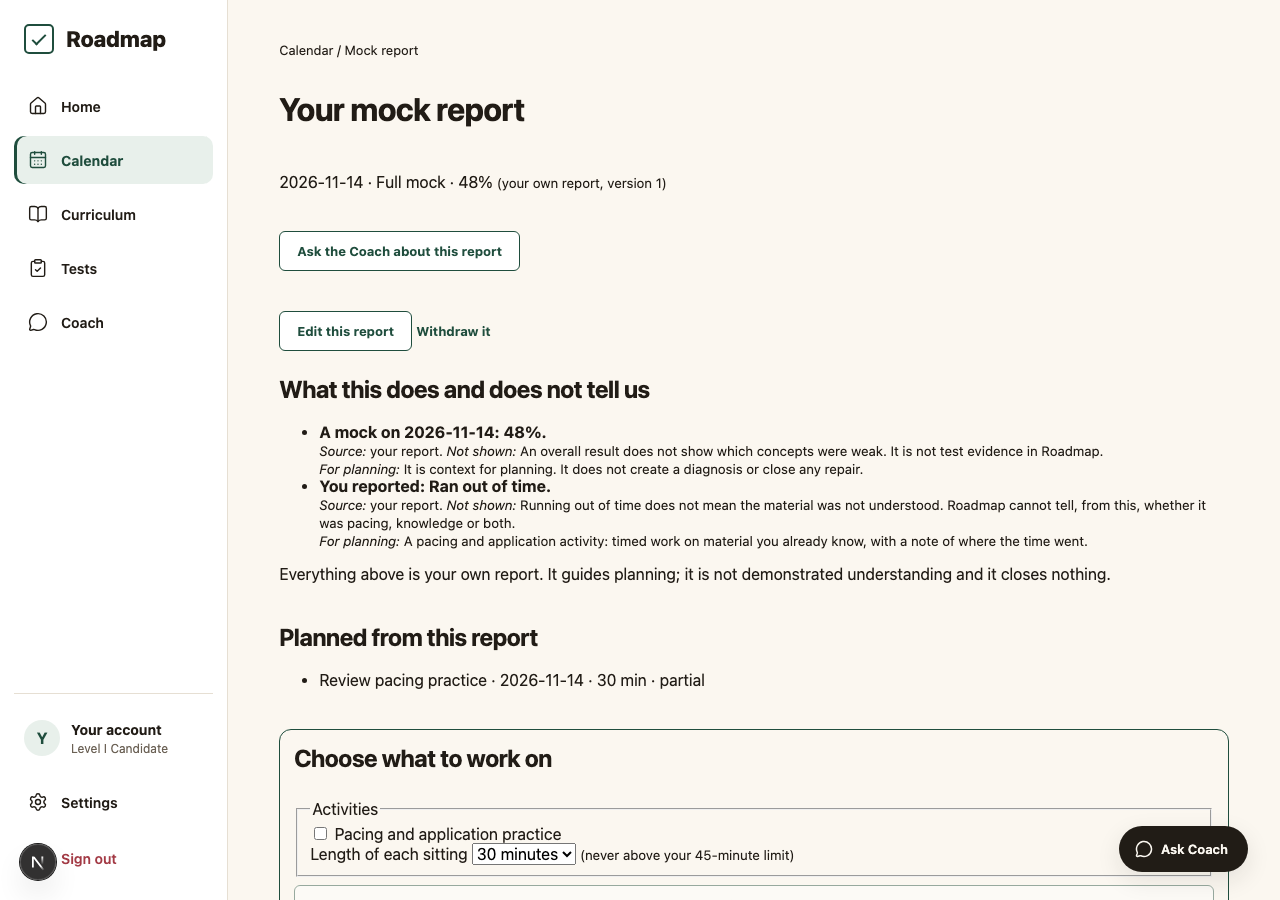 Roadmap
Home
Calendar
Curriculum
Tests
Coach
Y
Your account
Level I Candidate
Settings
N
Sign out
Calendar / Mock report
Your mock report
2026-11-14 · Full mock · 48% (your own report, version 1)
Ask the Coach about this report
Edit this report Withdraw it
What this does and does not tell us
• A mock on 2026-11-14: 48%.
Source: your report. Not shown: An overall result does not show which concepts were weak. It is not test evidence in Roadmap.
For planning: It is context for planning. It does not create a diagnosis or close any repair.
• You reported: Ran out of time.
Source: your report. Not shown: Running out of time does not mean the material was not understood. Roadmap cannot tell, from this, whether it
was pacing, knowledge or both.
For planning: A pacing and application activity: timed work on material you already know, with a note of where the time went.
Everything above is your own report. It guides planning; it is not demonstrated understanding and it closes nothing.
Planned from this report
• Review pacing practice · 2026-11-14 · 30 min · partial
Choose what to work on
Activities
Pacing and application practice
Length of each sitting 30 minutes (never above your 45-minute limit)
Ask Coach